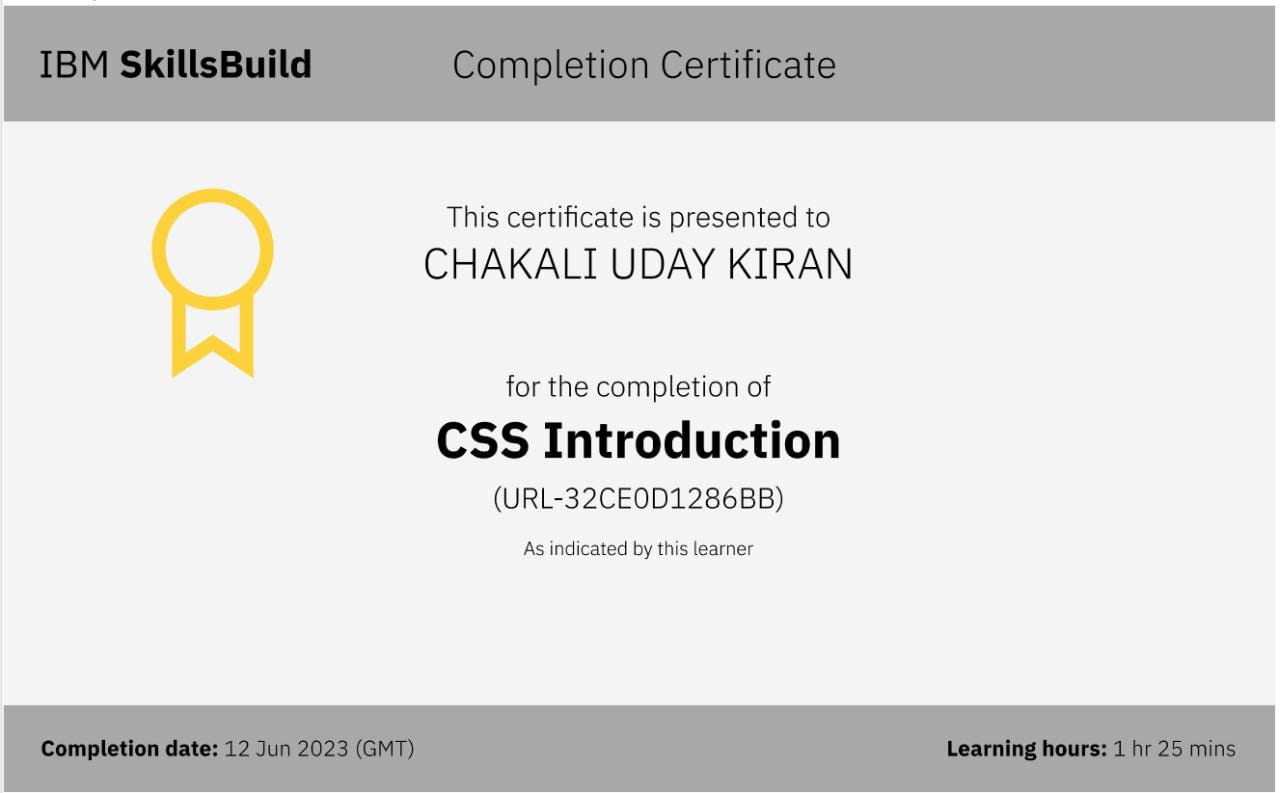 IBM SkillsBuild
Completion Certificate
This certificate is presented to
CHAKALI UDAY KIRAN
for the completion of
CSS Introduction
(URL-32CE0D1286BB)
As indicated by this learner
Completion date: 12 Jun 2023 (GMT)
Learning hours: 1 hr 25 mins